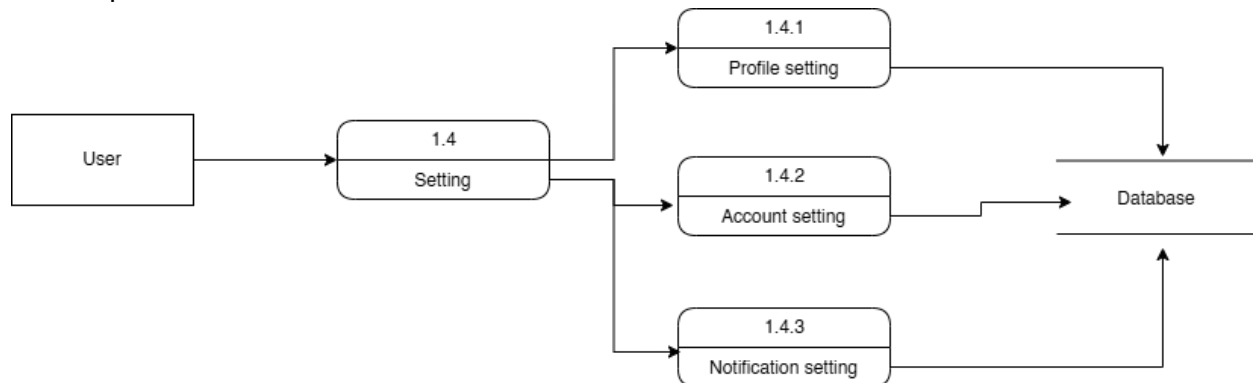 1.4.1
Profile setting
User
1.4
Setting
1.4.2
Account setting
Database
1.4.3
Notification setting